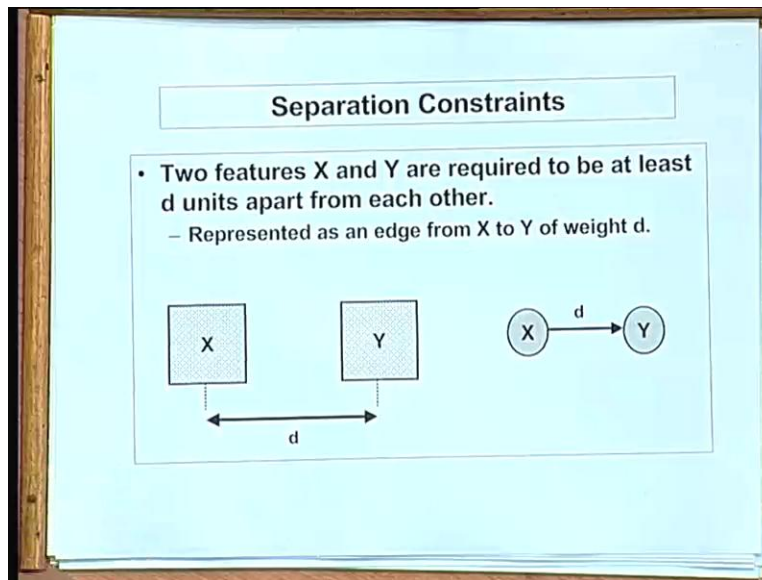 Separation Constraints
• Two features X and Y are required to be at least
d units apart from each other.
– Represented as an edge from X to Y of weight d.
X
Y
d
X
d
Y